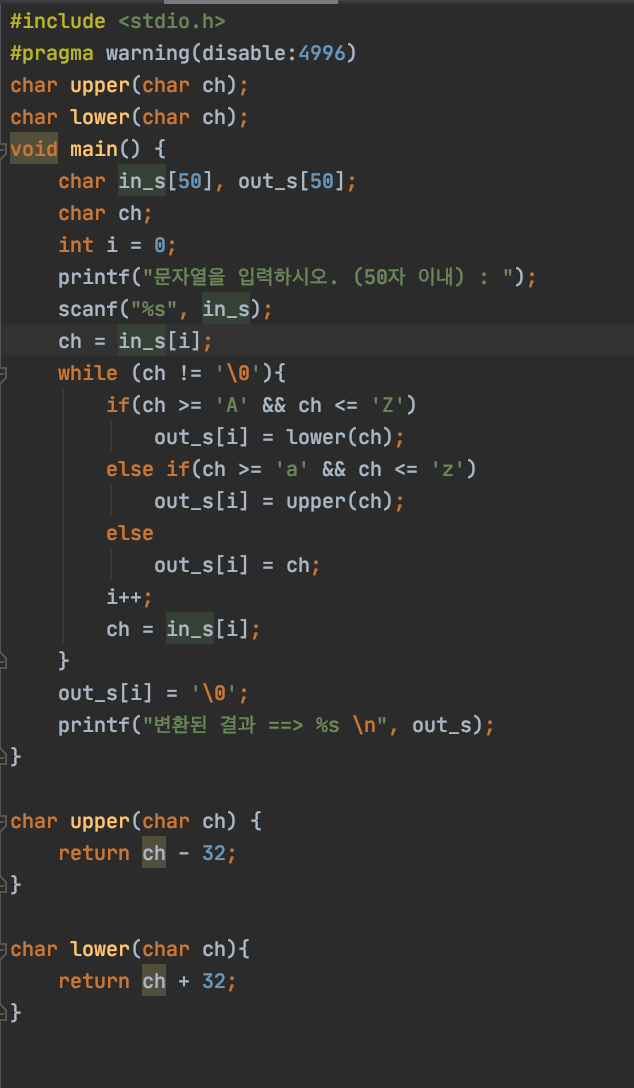 #include <stdio.h>
#pragma warning(disable:4996)
char upper(char ch);
char lower(char ch);
void main() {
    char in_s[50], out_s[50];
    char ch;
    int i = 0;
    printf("문자열을 입력하시오. (50자 이내) : ");
    scanf("%s", in_s);
    ch = in_s[i];
    while (ch != '\0'){
        if(ch >= 'A' && ch <= 'Z')
            out_s[i] = lower(ch);
        else if(ch >= 'a' && ch <= 'z')
            out_s[i] = upper(ch);
        else
            out_s[i] = ch;
        i++;
        ch = in_s[i];
    }
    out_s[i] = '\0';
    printf("변환된 결과 ==> %s \n", out_s);
}
char upper(char ch) {
    return ch - 32;
}
char lower(char ch){
    return ch + 32;
}